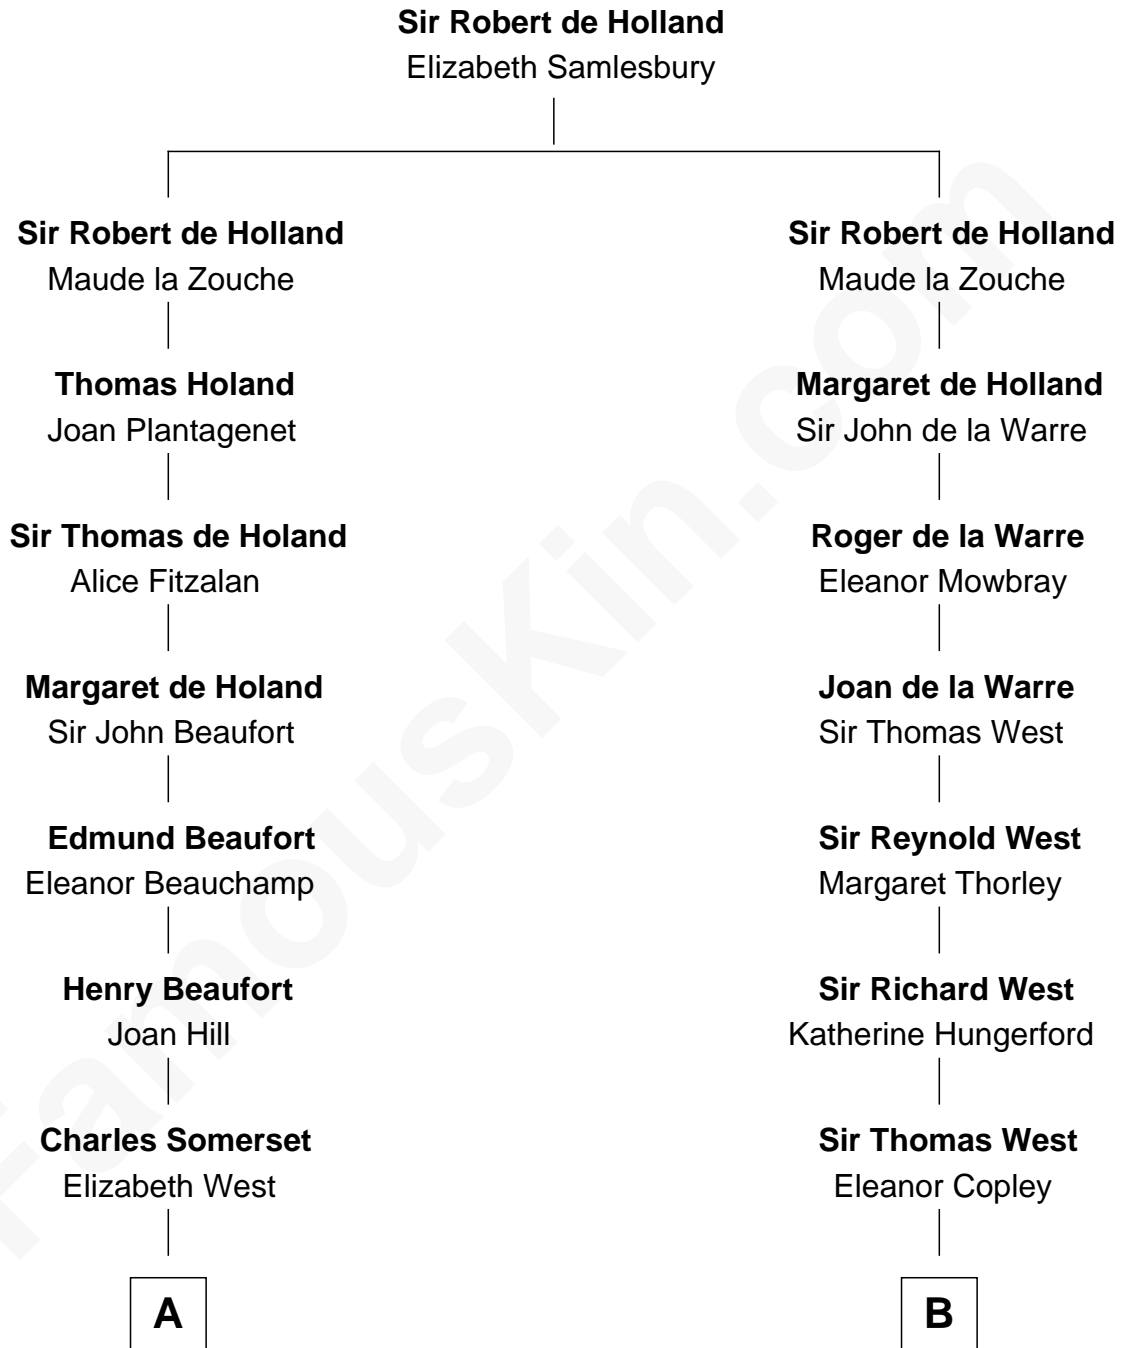 Sir Robert de Holland
Elizabeth Samlesbury
Sir Robert de Holland
Maude la Zouche
Thomas Holand
Joan Plantagenet
Sir Thomas de Holand
Alice Fitzalan
Margaret de Holand
Sir John Beaufort
Edmund Beaufort
Eleanor Beauchamp
Henry Beaufort
Joan Hill
Charles Somerset
Elizabeth West
A
Sir Robert de Holland
Maude la Zouche
Margaret de Holland
Sir John de la Warre
Roger de la Warre
Eleanor Mowbray
Joan de la Warre
Sir Thomas West
Sir Reynold West
Margaret Thorley
Sir Richard West
Katherine Hungerford
Sir Thomas West
Eleanor Copley
B
FamousKin.com